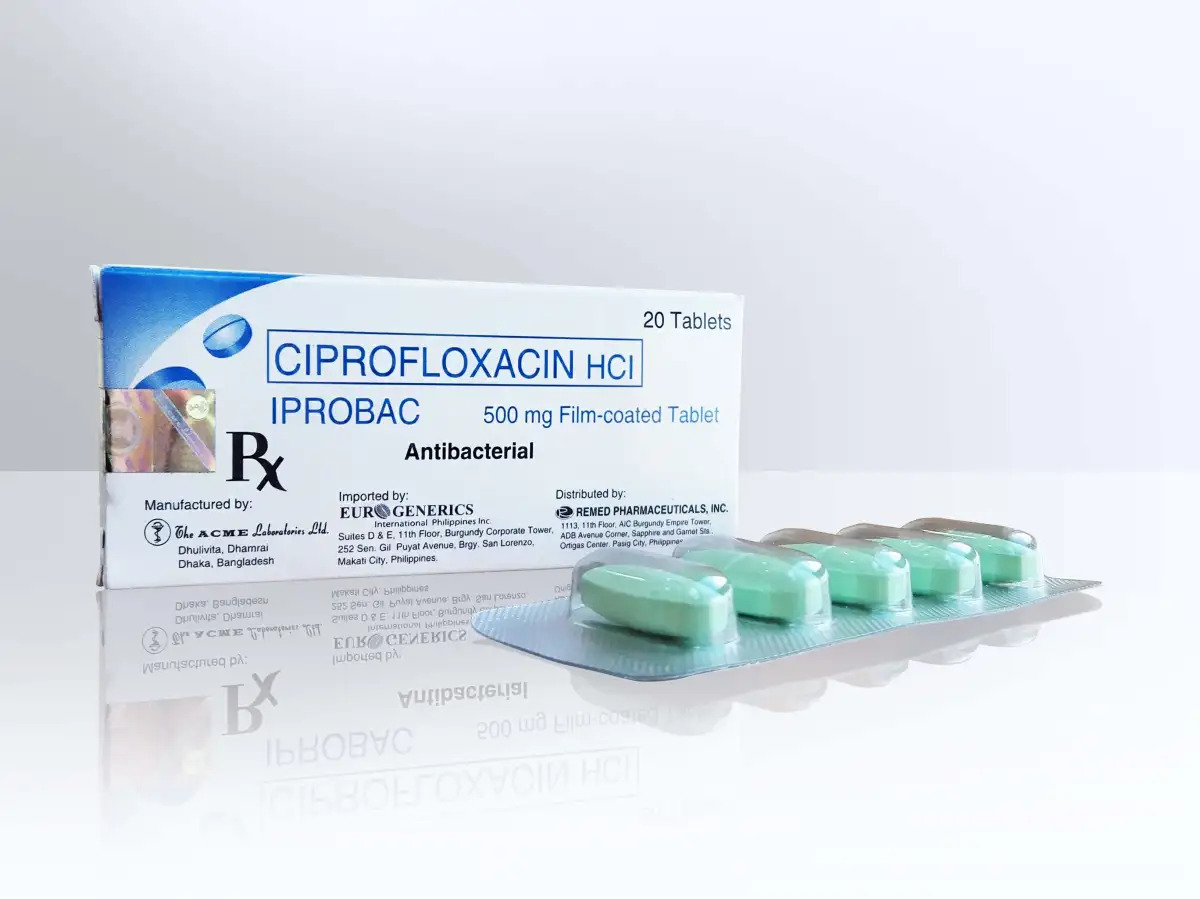 20 Tablets
CIPROFLOXACIN HCl
IPROBAC 500 mg Film-coated Tablet
Rx
Antibacterial
Manufactured by:
The ACME Laboratories Ltd.
Dhulivita, Dhamrai
Dhaka, Bangladesh
Imported by:
EUROGENERICS
International Philippines Inc.
Suites D & E, 11th Floor, Burgundy Corporate Tower,
252 Sen. Gil Puyat Avenue, Brgy. San Lorenzo,
Makati City, Philippines.
Distributed by:
REMED PHARMACEUTICALS, INC.
1113, 11th Floor, AIC Burgundy Empire Tower,
ADB Avenue Corner, Sapphire and Garnet Sts.
Ortigas Center, Pasig City, Philippines